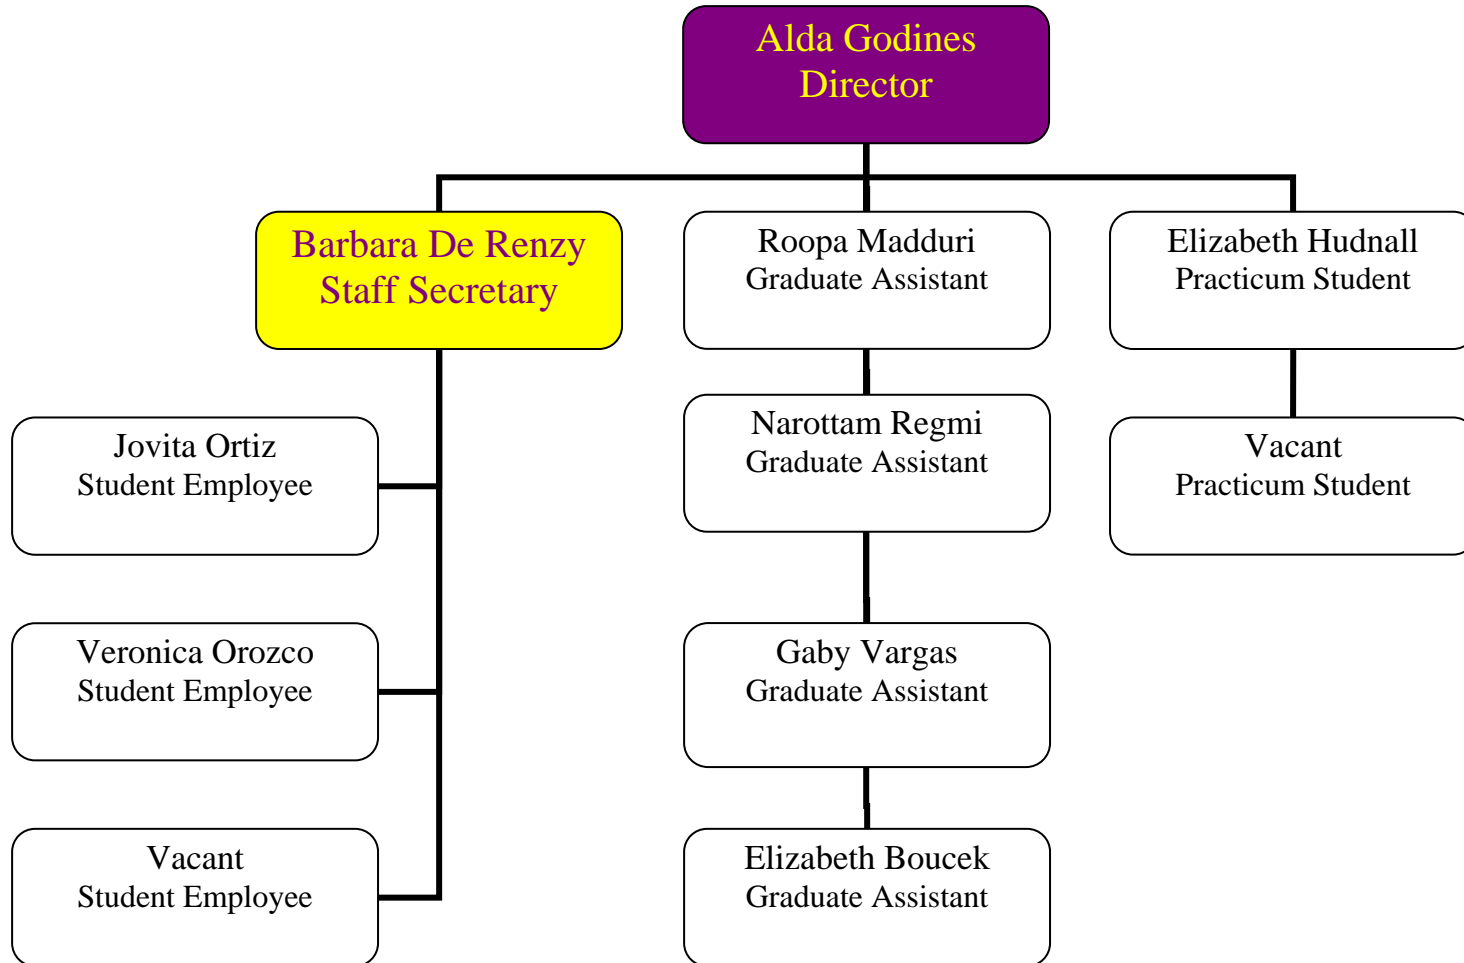 Alda Godines
Director
Barbara De Renzy
Staff Secretary
Roopa Madduri
Graduate Assistant
Elizabeth Hudnall
Practicum Student
Jovita Ortiz
Student Employee
Narottam Regmi
Graduate Assistant
Vacant
Practicum Student
Veronica Orozco
Student Employee
Gaby Vargas
Graduate Assistant
Vacant
Student Employee
Elizabeth Boucek
Graduate Assistant